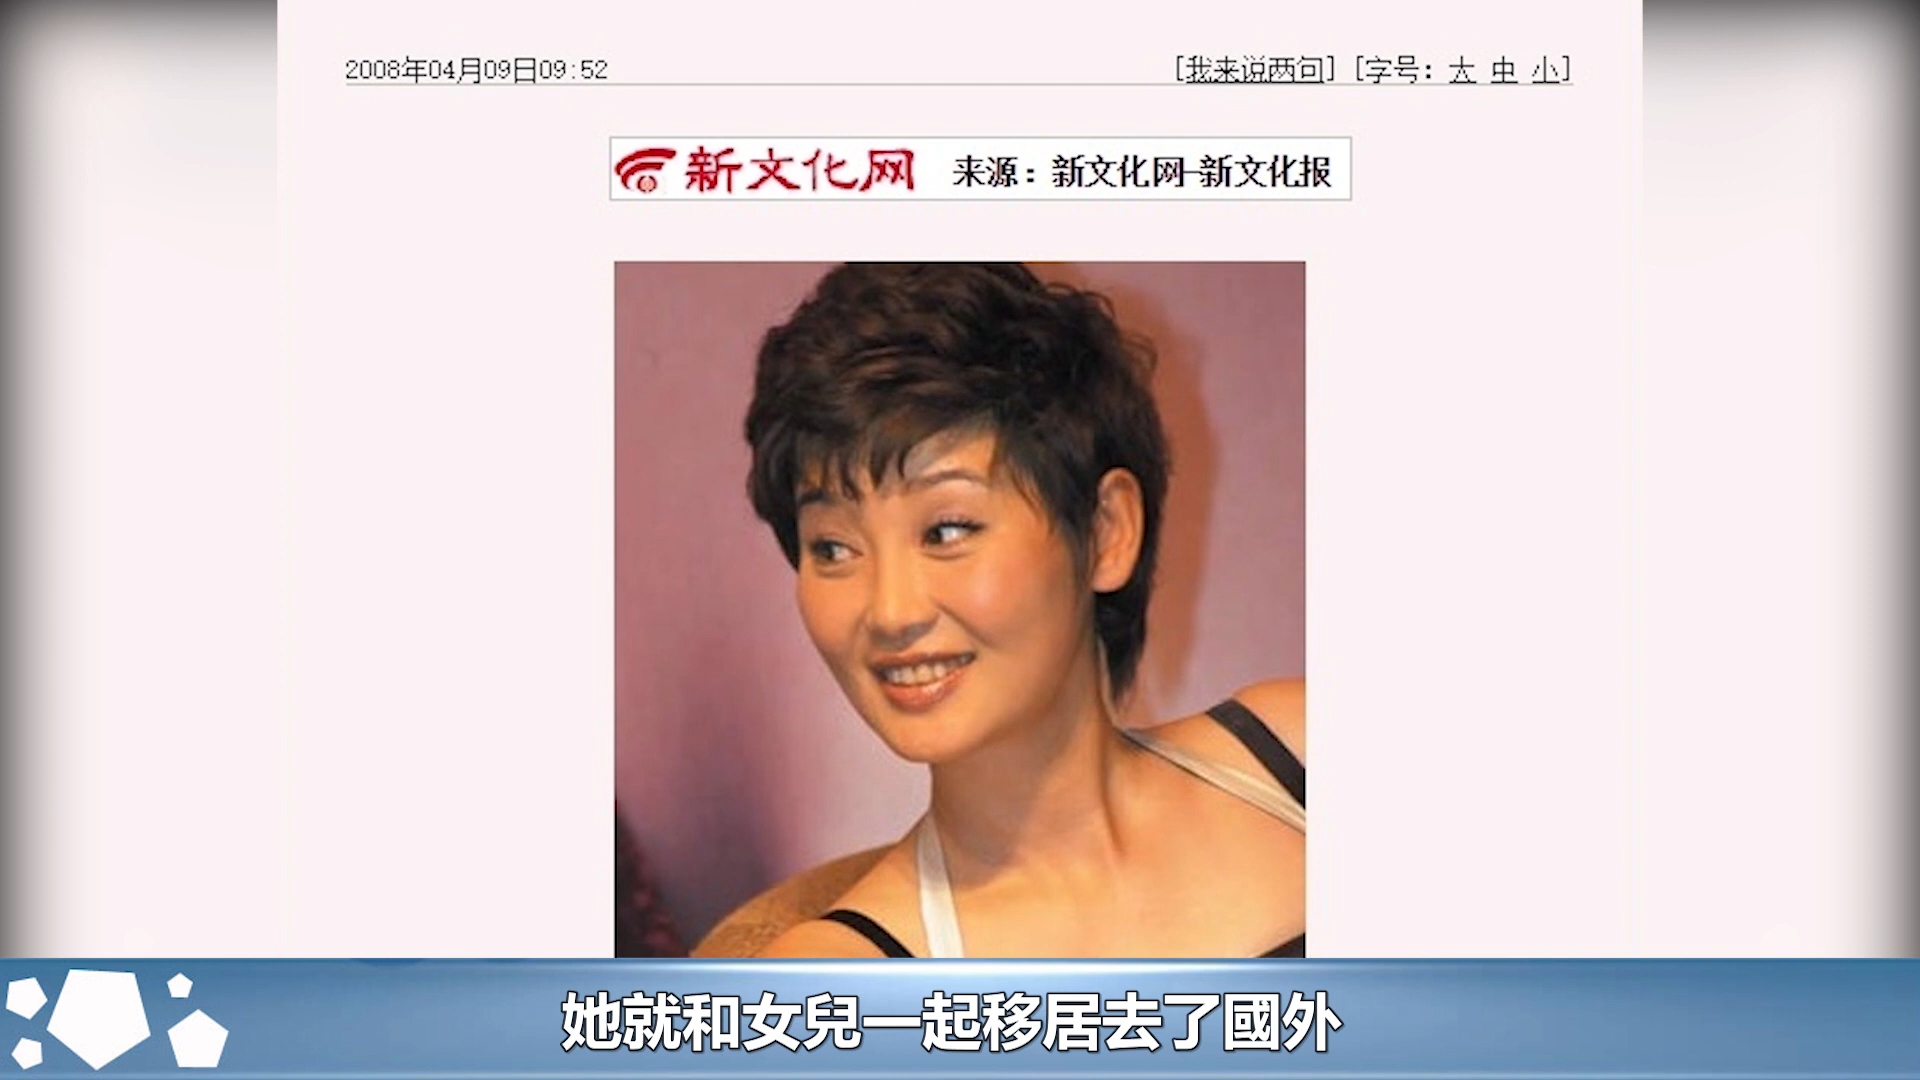 2008年04月09日09:52
[我来说两句] [字号：大 中 小]
新文化网 来源：新文化网-新文化报
她就和女兒一起移居去了國外